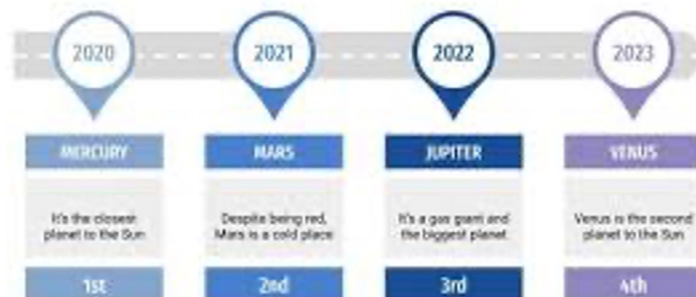 2020
2021
2022
2023
MERCURY
MARS
JUPITER
VENUS
It's the closest
planet to the Sun
Despite being red,
Mars is a cold place
It's a gas giant and
the biggest planet
Venus is the second
planet to the Sun
1st
2nd
3rd
4th